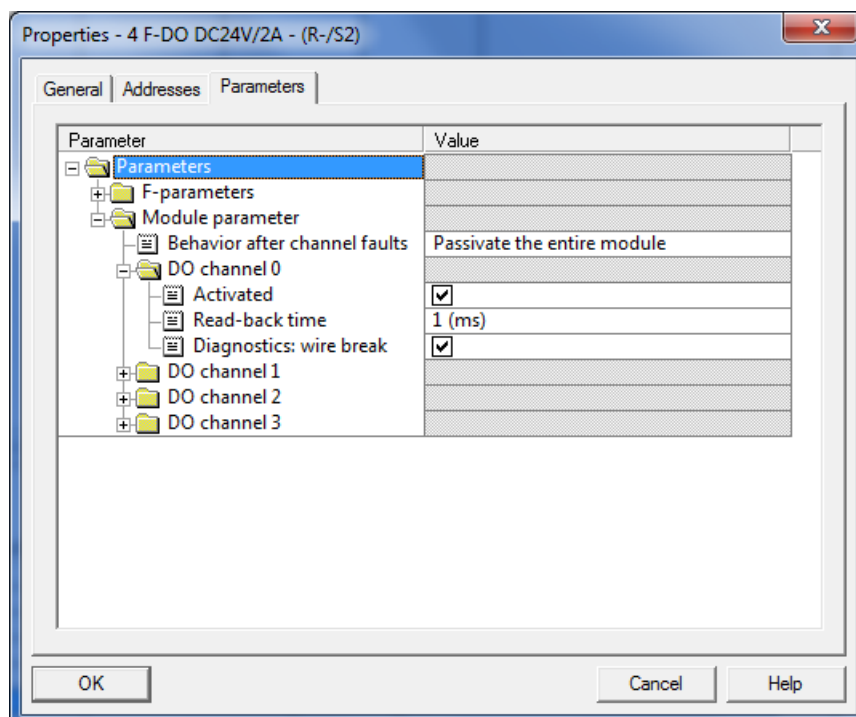 Properties - 4 F-DO DC24V/2A - (R-/S2)
General Addresses Parameters
Parameter Value
Parameters
F-parameters
Module parameter
Behavior after channel faults Passivate the entire module
DO channel 0
Activated
Read-back time 1 (ms)
Diagnostics: wire break
DO channel 1
DO channel 2
DO channel 3
OK Cancel Help